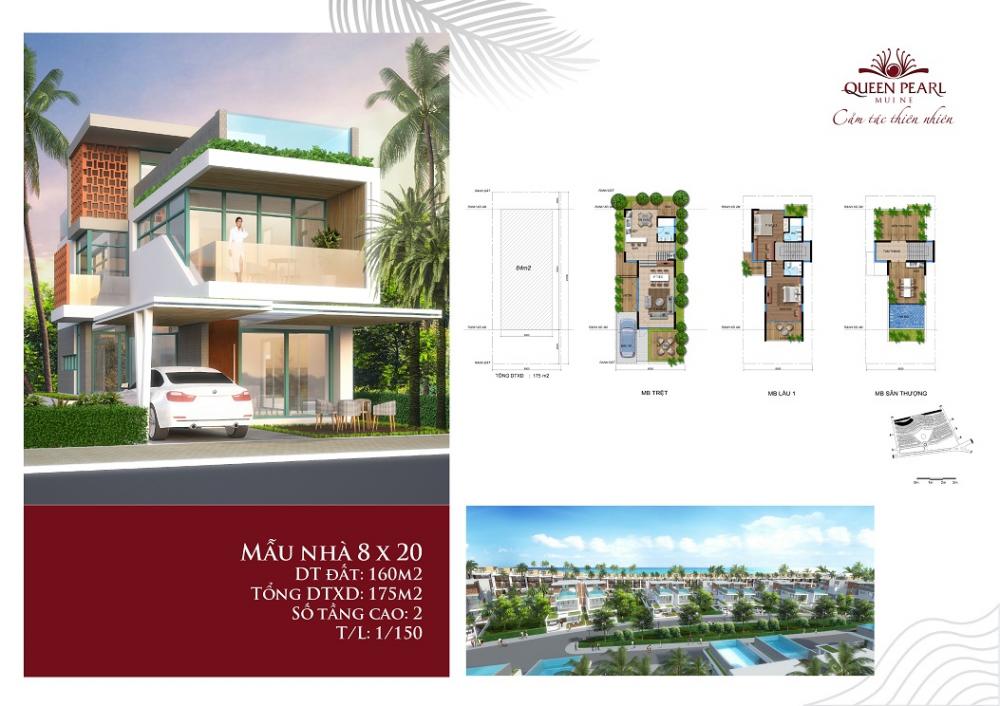 QUEEN PEARL
MUI NE
Cảm tác thiên nhiên
84m2
TỔNG DTXD : 175 m2
MB TRỆT
MB LẦU 1
MB SÂN THƯỢNG
MẪU NHÀ 8 X 20
DT ĐẤT: 160M2
TỔNG DTXD: 175M2
SỐ TẦNG CAO: 2
T/L: 1/150